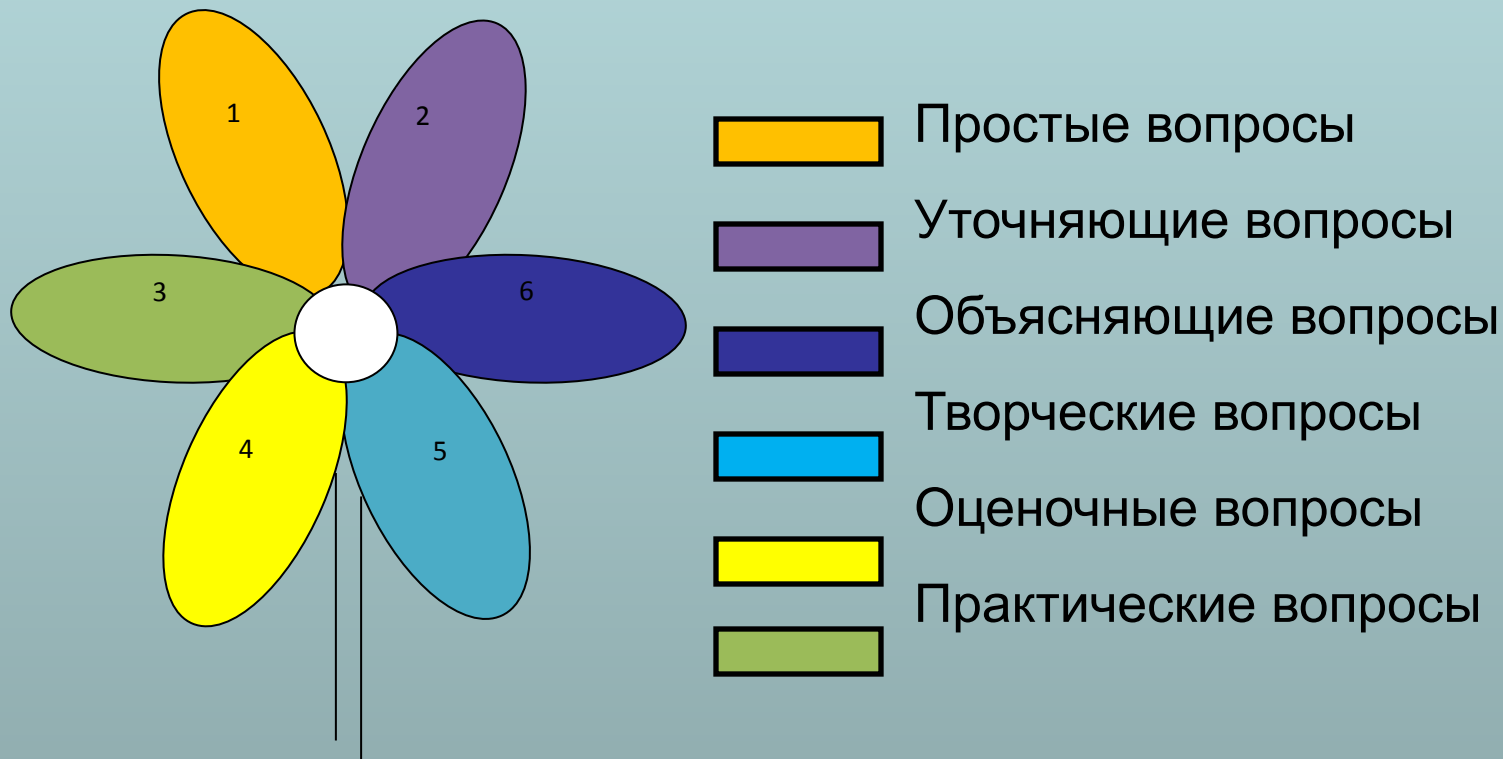 1
2
3
6
4
5
Простые вопросы
Уточняющие вопросы
Объясняющие вопросы
Творческие вопросы
Оценочные вопросы
Практические вопросы